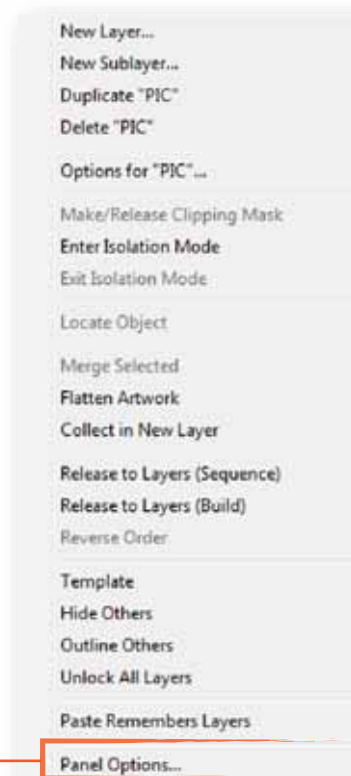 New Layer...
New Sublayer...
Duplicate "PIC"
Delete "PIC"
Options for "PIC"...
Make/Release Clipping Mask
Enter Isolation Mode
Exit Isolation Mode
Locate Object
Merge Selected
Flatten Artwork
Collect in New Layer
Release to Layers (Sequence)
Release to Layers (Build)
Reverse Order
Template
Hide Others
Outline Others
Unlock All Layers
Paste Remembers Layers
Panel Options...